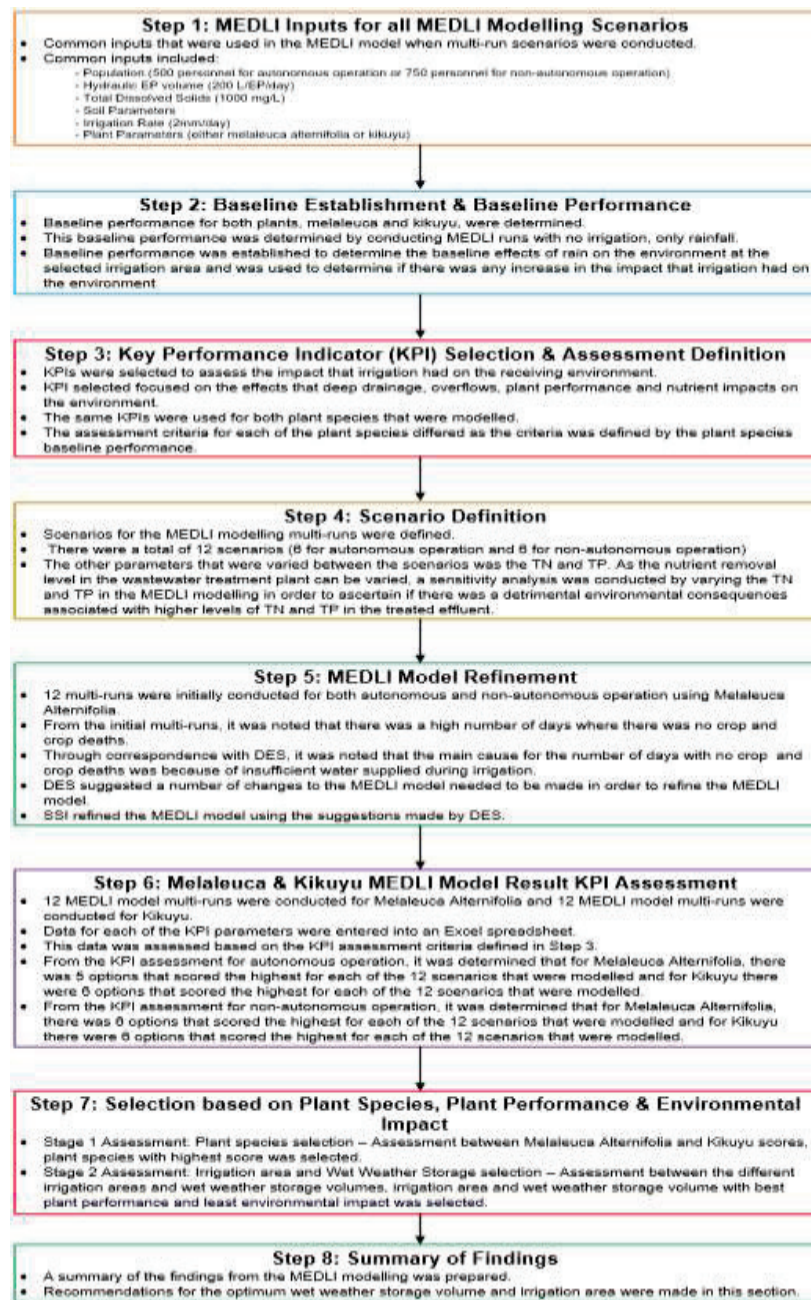 Step 1: MEDLI Inputs for all MEDLI Modelling Scenarios
• Common inputs that were used in the MEDLI model when multi-run scenarios were conducted.
• Common inputs included:
- Population (500 personnel for autonomous operation or 750 personnel for non-autonomous operation)
- Hydraulic EP volume (200 L/EP/day)
- Total Dissolved Solids (1000 mg/L)
- Soil Parameters
- Irrigation Rate (2mm/day)
- Plant Parameters (either melaleuca alternifolia or kikuyu)
Step 2: Baseline Establishment & Baseline Performance
• Baseline performance for both plants, melaleuca and kikuyu, were determined.
• This baseline performance was determined by conducting MEDLI runs with no irrigation, only rainfall.
• Baseline performance was established to determine the baseline effects of rain on the environment at the
selected irrigation area and was used to determine if there was any increase in the impact that irrigation had on
the environment
Step 3: Key Performance Indicator (KPI) Selection & Assessment Definition
• KPIs were selected to assess the impact that irrigation had on the receiving environment.
• KPI selected focused on the effects that deep drainage, overflows, plant performance and nutrient impacts on
the environment.
• The same KPIs were used for both plant species that were modelled.
• The assessment criteria for each of the plant species differed as the criteria was defined by the plant species
baseline performance.
Step 4: Scenario Definition
• Scenarios for the MEDLI modelling multi-runs were defined.
• There were a total of 12 scenarios (6 for autonomous operation and 6 for non-autonomous operation)
• The other parameters that were varied between the scenarios was the TN and TP. As the nutrient removal
level in the wastewater treatment plant can be varied, a sensitivity analysis was conducted by varying the TN
and TP in the MEDLI modelling in order to ascertain if there was a detrimental environmental consequences
associated with higher levels of TN and TP in the treated effluent.
Step 5: MEDLI Model Refinement
• 12 multi-runs were initially conducted for both autonomous and non-autonomous operation using Melaleuca
Alternifolia.
• From the initial multi-runs, it was noted that there was a high number of days where there was no crop and
crop deaths.
• Through correspondence with DES, it was noted that the main cause for the number of days with no crop and
crop deaths was because of insufficient water supplied during irrigation.
• DES suggested a number of changes to the MEDLI model needed to be made in order to refine the MEDLI
model.
• SSI refined the MEDLI model using the suggestions made by DES.
Step 6: Melaleuca & Kikuyu MEDLI Model Result KPI Assessment
• 12 MEDLI model multi-runs were conducted for Melaleuca Alternifolia and 12 MEDLI model multi-runs were
conducted for Kikuyu.
• Data for each of the KPI parameters were entered into an Excel spreadsheet.
• This data was assessed based on the KPI assessment criteria defined in Step 3.
• From the KPI assessment for autonomous operation, it was determined that for Melaleuca Alternifolia, there
was 5 options that scored the highest for each of the 12 scenarios that were modelled and for Kikuyu there
were 6 options that scored the highest for each of the 12 scenarios that were modelled.
• From the KPI assessment for non-autonomous operation, it was determined that for Melaleuca Alternifolia,
there was 6 options that scored the highest for each of the 12 scenarios that were modelled and for Kikuyu
there were 6 options that scored the highest for each of the 12 scenarios that were modelled.
Step 7: Selection based on Plant Species, Plant Performance & Environmental
Impact
• Stage 1 Assessment: Plant species selection – Assessment between Melaleuca Alternifolia and Kikuyu scores,
plant species with highest score was selected.
• Stage 2 Assessment: Irrigation area and Wet Weather Storage selection – Assessment between the different
irrigation areas and wet weather storage volumes, irrigation area and wet weather storage volume with best
plant performance and least environmental impact was selected.
Step 8: Summary of Findings
• A summary of the findings from the MEDLI modelling was prepared.
• Recommendations for the optimum wet weather storage volume and irrigation area were made in this section.